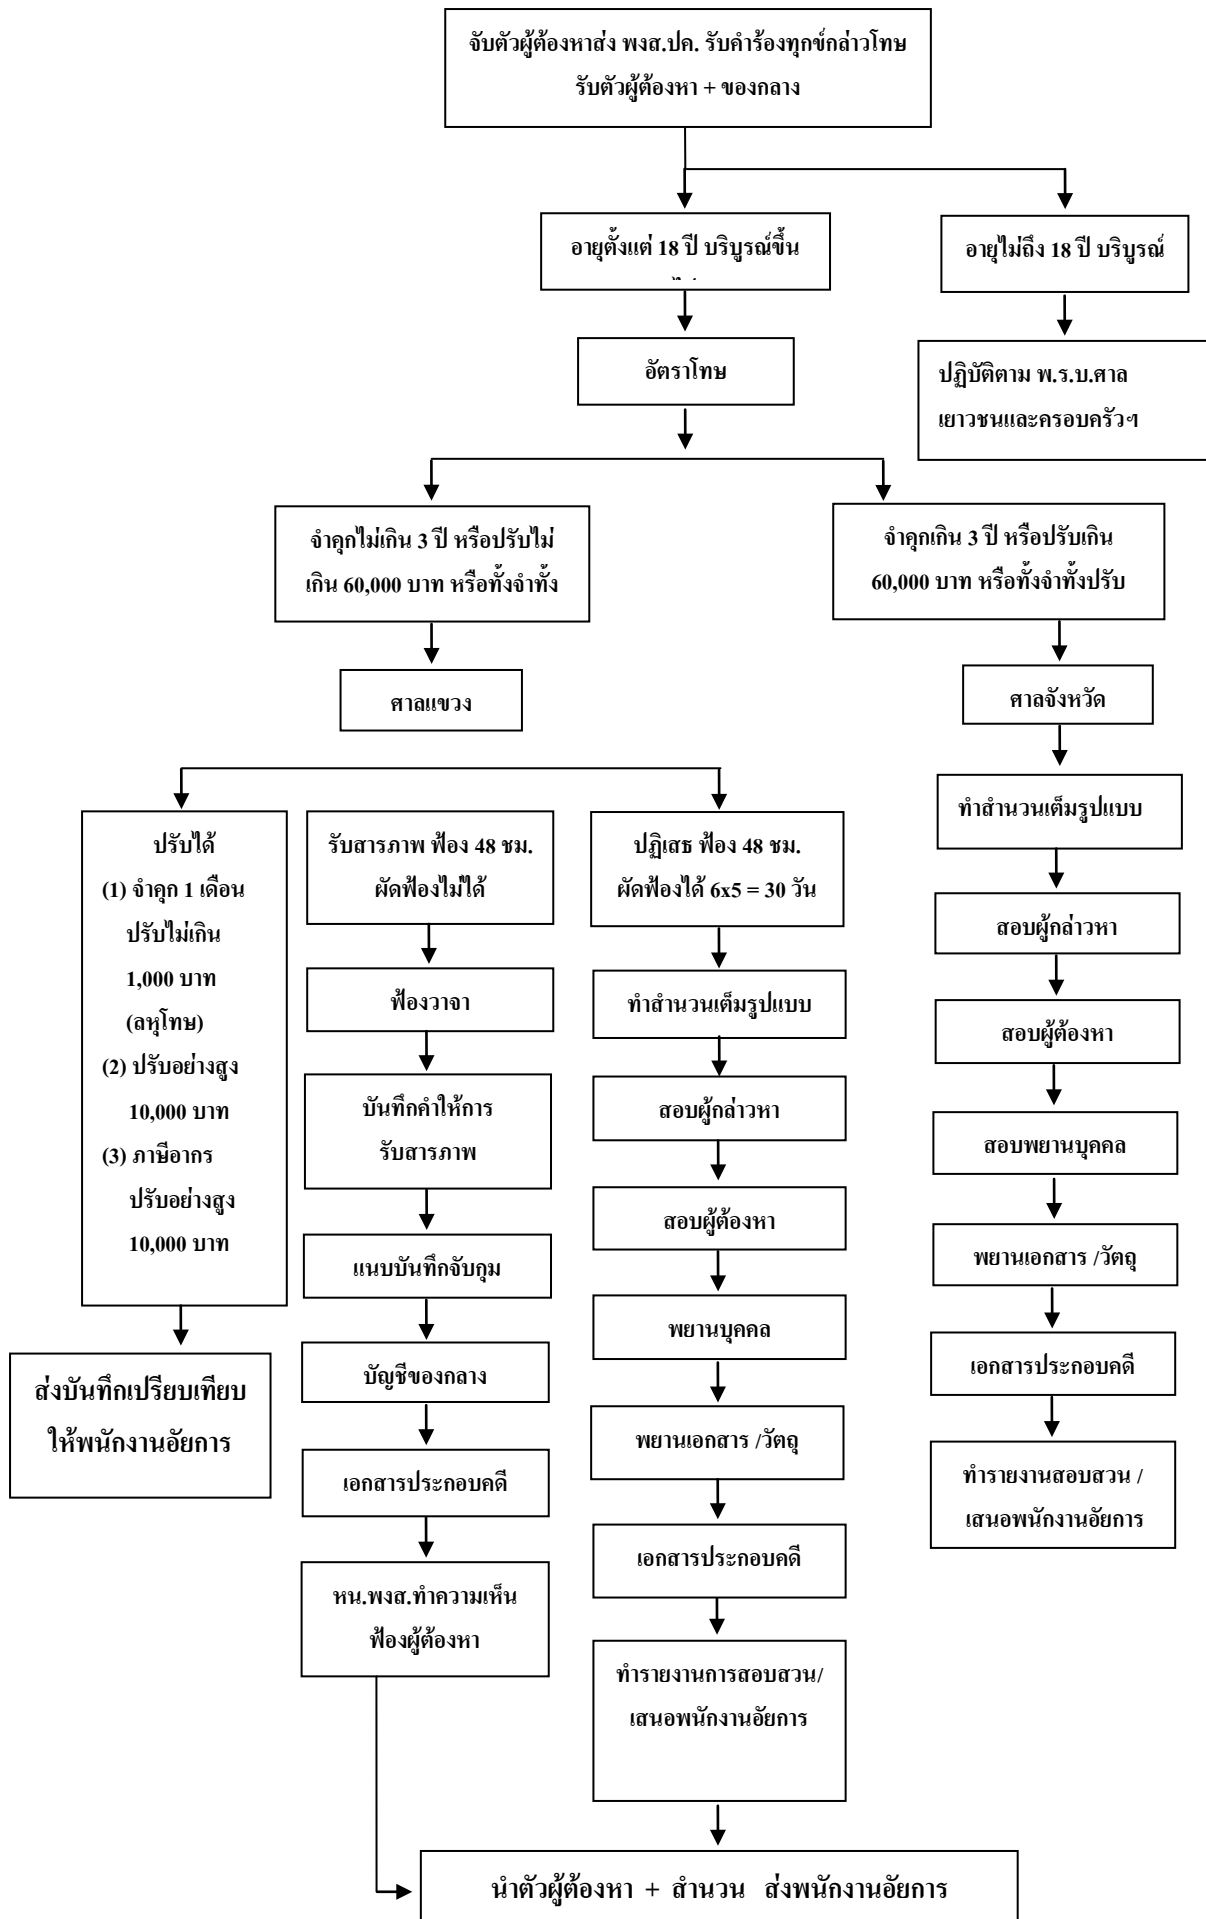 จับตัวผู้ต้องหาส่ง พงส.ปค. รับคำร้องทุกข์กล่าวโทษ
รับตัวผู้ต้องหา + ของกลาง
อายุตั้งแต่ 18 ปี บริบูรณ์ขึ้น
อายุไม่ถึง 18 ปี บริบูรณ์
อัตราโทษ
ปฏิบัติตาม พ.ร.บ.ศาล
เยาวชนและครอบครัวฯ
จำคุกไม่เกิน 3 ปี หรือปรับไม่
เกิน 60,000 บาท หรือทั้งจำทั้ง
จำคุกเกิน 3 ปี หรือปรับเกิน
60,000 บาท หรือทั้งจำทั้งปรับ
ศาลแขวง
ศาลจังหวัด
ปรับได้
(1) จำคุก 1 เดือน
ปรับไม่เกิน
1,000 บาท
(ลหุโทษ)
(2) ปรับอย่างสูง
10,000 บาท
(3) ภาษีอากร
ปรับอย่างสูง
10,000 บาท
ส่งบันทึกเปรียบเทียบ
ให้พนักงานอัยการ
รับสารภาพ ฟ้อง 48 ชม.
ผัดฟ้องไม่ได้
ฟ้องวาจา
บันทึกคำให้การ
รับสารภาพ
แนบบันทึกจับกุม
บัญชีของกลาง
เอกสารประกอบคดี
หน.พงส.ทำความเห็น
ฟ้องผู้ต้องหา
ปฏิเสธ ฟ้อง 48 ชม.
ผัดฟ้องได้ 6x5 = 30 วัน
ทำสำนวนเต็มรูปแบบ
สอบผู้กล่าวหา
สอบผู้ต้องหา
พยานบุคคล
พยานเอกสาร /วัตถุ
เอกสารประกอบคดี
ทำรายงานการสอบสวน/
เสนอพนักงานอัยการ
ทำสำนวนเต็มรูปแบบ
สอบผู้กล่าวหา
สอบผู้ต้องหา
สอบพยานบุคคล
พยานเอกสาร /วัตถุ
เอกสารประกอบคดี
ทำรายงานสอบสวน /
เสนอพนักงานอัยการ
นำตัวผู้ต้องหา + สำนวน ส่งพนักงานอัยการ